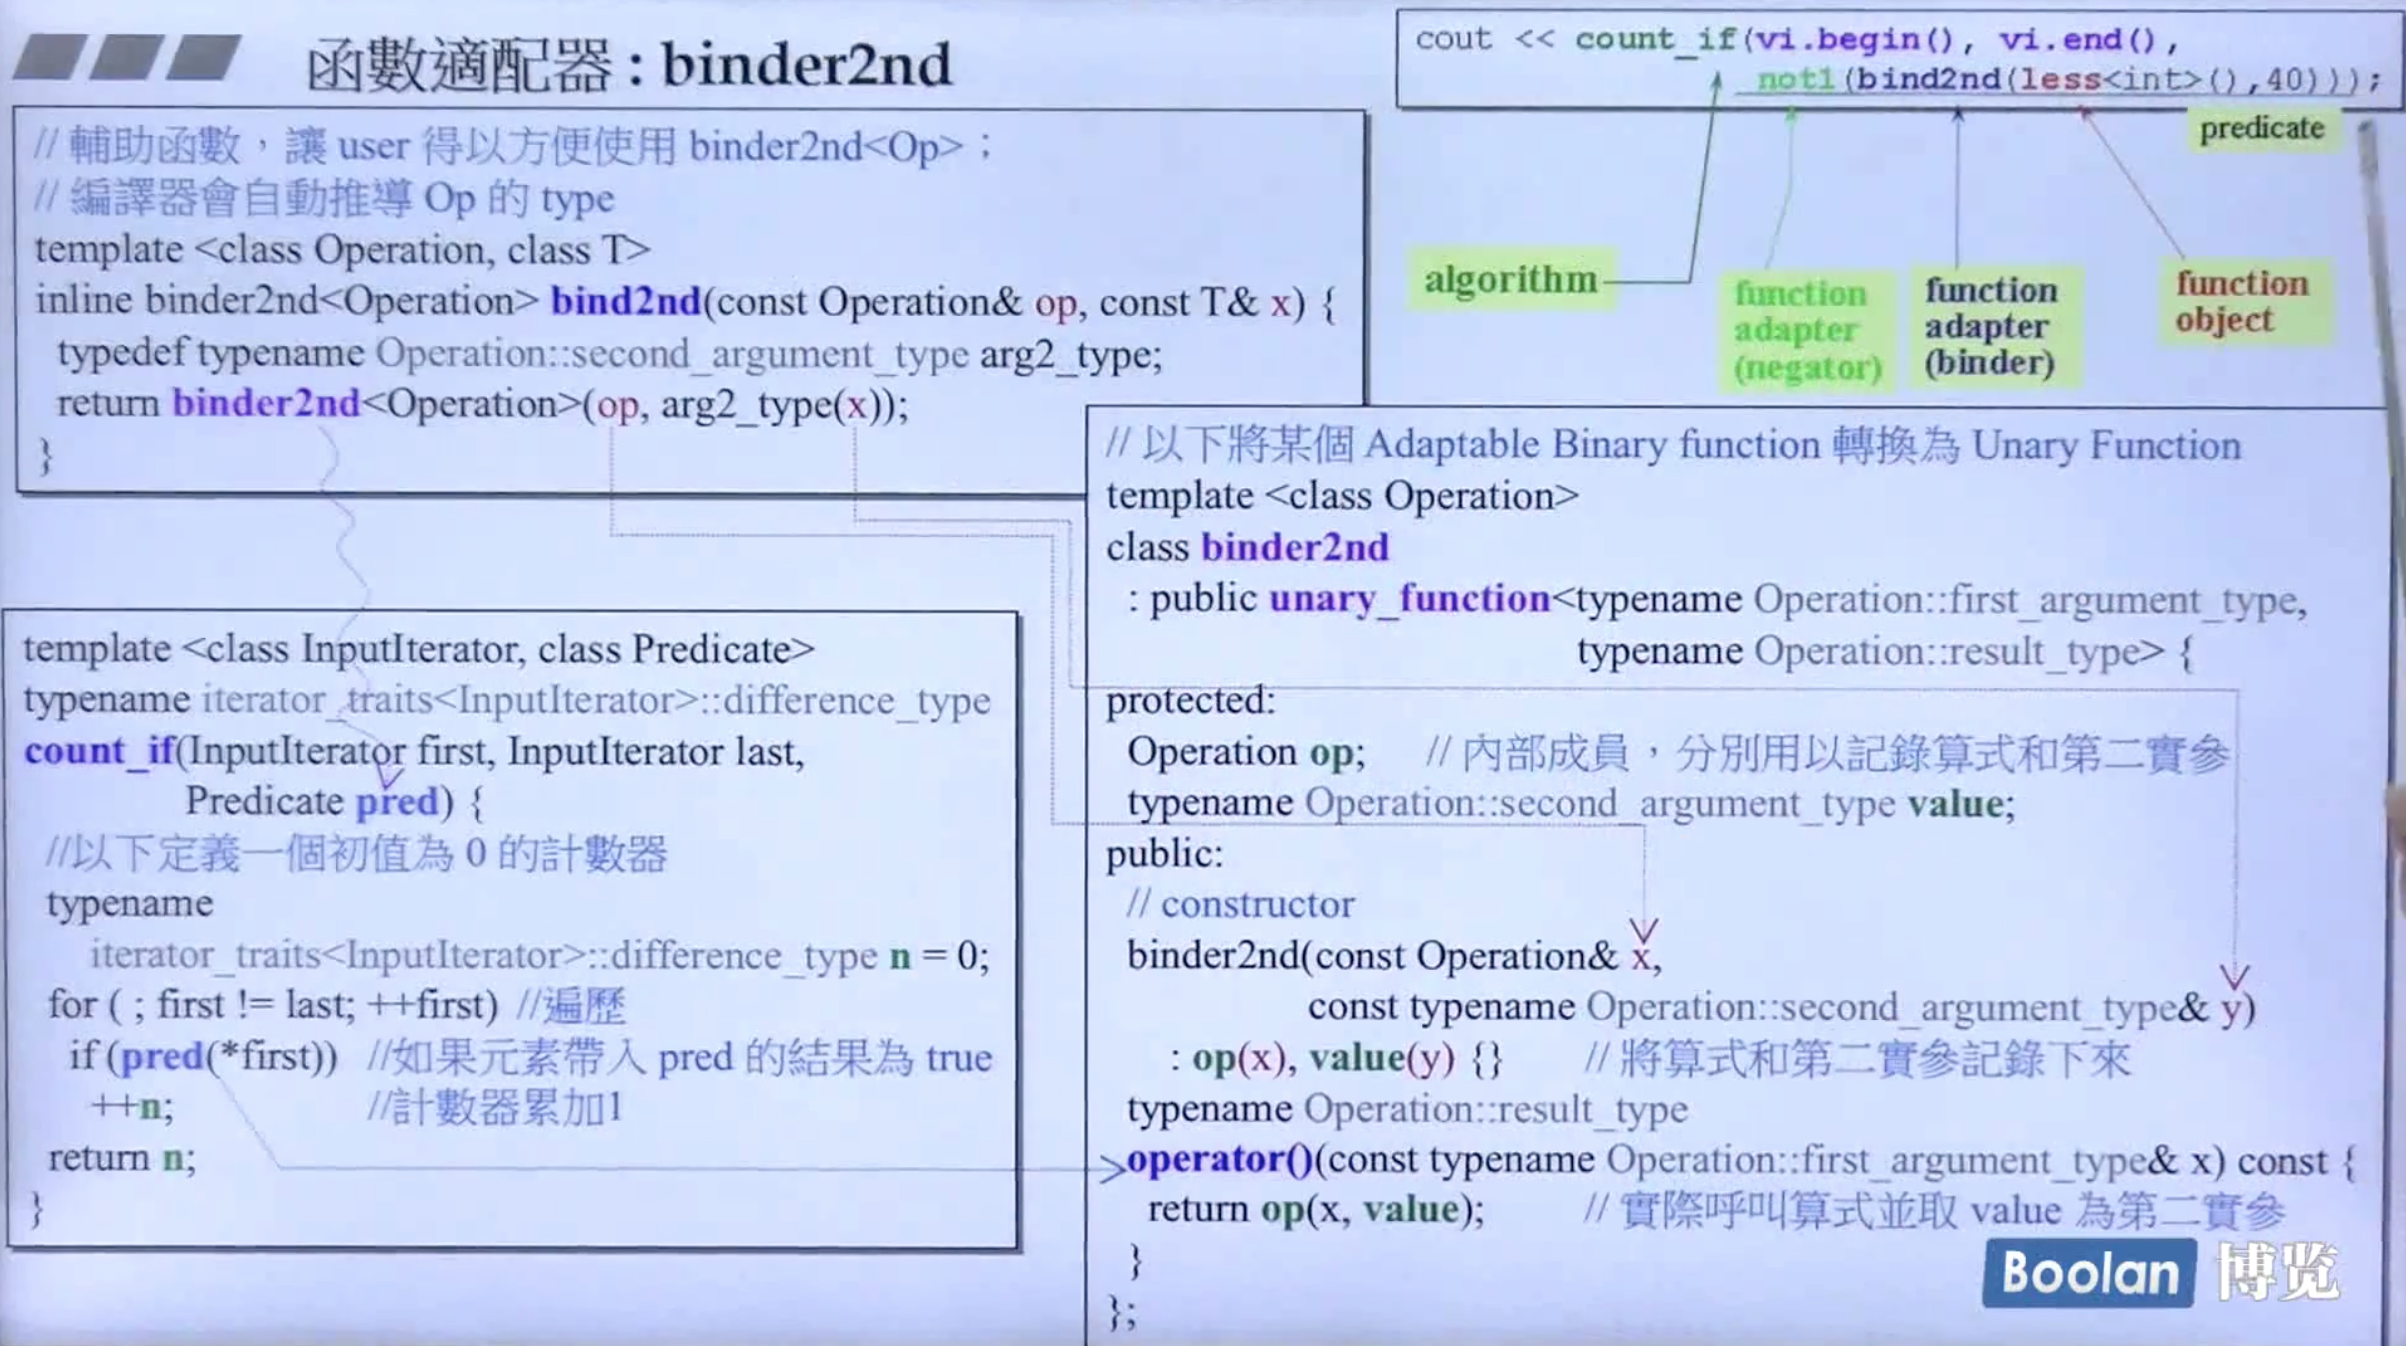 函數適配器 : binder2nd
cout << count_if(vi.begin(), vi.end(),
not1(bind2nd(less<int>(),40)));
predicate
algorithm
function
adapter
(negator)
function
adapter
(binder)
function
object
// 輔助函數，讓 user 得以方便使用 binder2nd<Op>；
// 編譯器會自動推導 Op 的 type
template <class Operation, class T>
inline binder2nd<Operation> bind2nd(const Operation& op, const T& x) {
typedef typename Operation::second_argument_type arg2_type;
return binder2nd<Operation>(op, arg2_type(x));
}
template <class InputIterator, class Predicate>
typename iterator_traits<InputIterator>::difference_type
count_if(InputIterator first, InputIterator last,
Predicate pred) {
//以下定義一個初值為 0 的計數器
typename
iterator_traits<InputIterator>::difference_type n = 0;
for ( ; first != last; ++first) //遍歷
if (pred(*first)) //如果元素帶入 pred 的結果為 true
++n; //計數器累加1
return n;
}
// 以下將某個 Adaptable Binary function 轉換為 Unary Function
template <class Operation>
class binder2nd
: public unary_function<typename Operation::first_argument_type,
typename Operation::result_type> {
protected:
Operation op; // 內部成員，分別用以記錄算式和第二實參
typename Operation::second_argument_type value;
public:
// constructor
binder2nd(const Operation& x,
const typename Operation::second_argument_type& y)
: op(x), value(y) {} // 將算式和第二實參記錄下來
typename Operation::result_type
operator()(const typename Operation::first_argument_type& x) const {
return op(x, value); // 實際呼叫算式並取 value 為第二實參
}
};
Boolan 博览